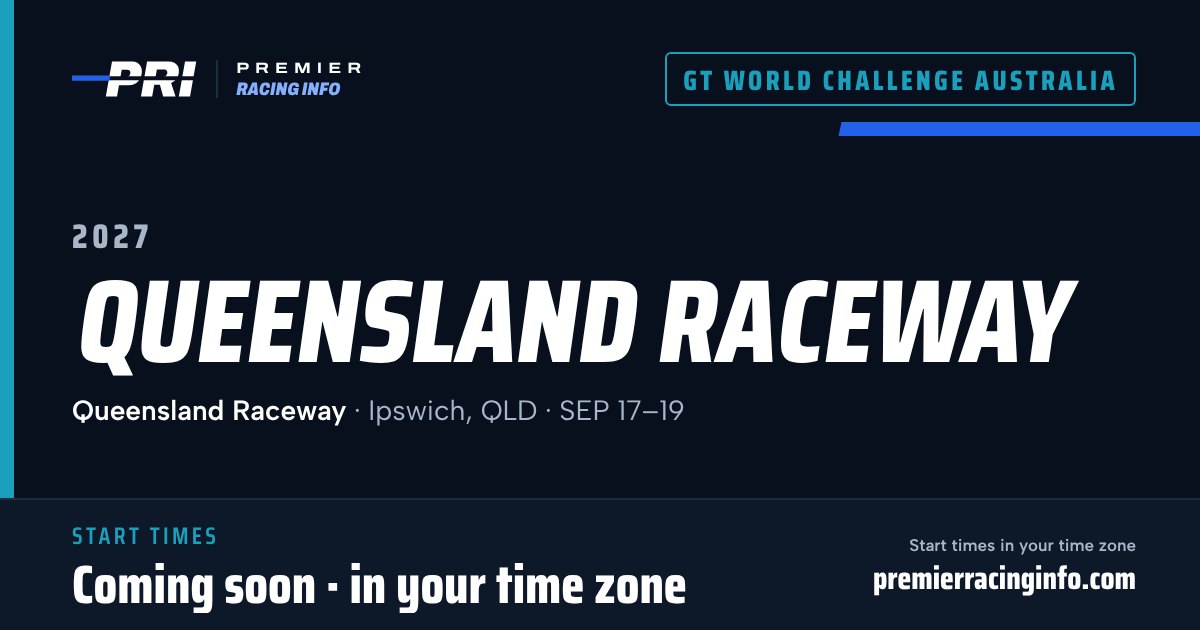 PRI
PREMIER
RACING INFO
GT WORLD CHALLENGE AUSTRALIA
2027
QUEENSLAND RACEWAY
Queensland Raceway · Ipswich, QLD · SEP 17–19
START TIMES
Coming soon · in your time zone
Start times in your time zone
premierracinginfo.com